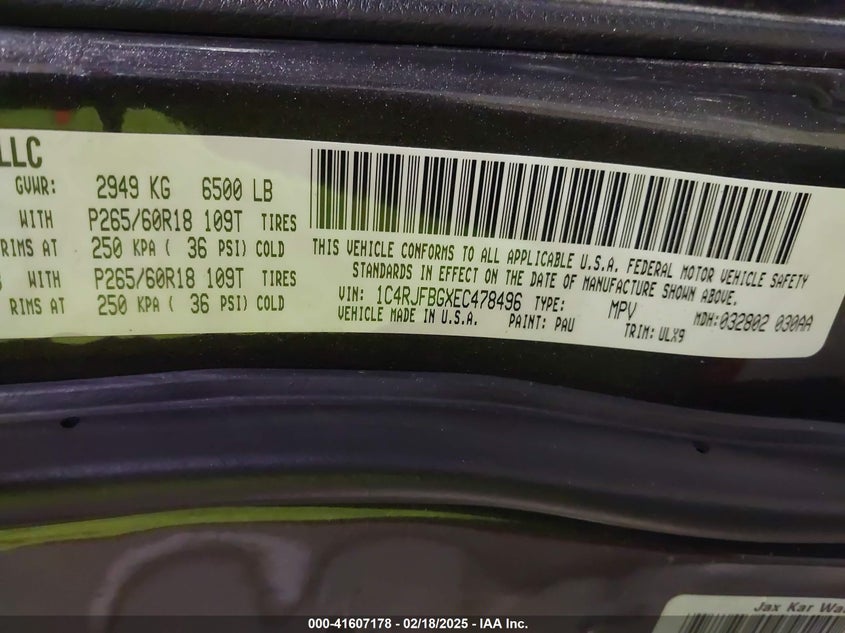 LLC
GVWR: 2949 KG 6500 LB
WITH P265/60R18 109T TIRES
RIMS AT 250 KPA ( 36 PSI) COLD
WITH P265/60R18 109T TIRES
RIMS AT 250 KPA ( 36 PSI) COLD
THIS VEHICLE CONFORMS TO ALL APPLICABLE U.S.A. FEDERAL MOTOR VEHICLE SAFETY
STANDARDS IN EFFECT ON THE DATE OF MANUFACTURE SHOWN ABOVE.
VIN: 1C4RJFBGXEC478496 TYPE: MPV MDH:032802 030AA
VEHICLE MADE IN U.S.A. PAINT: PAU TRIM: ULX9
Jax Kar Wa
000-41607178 - 02/18/2025 - IAA Inc.